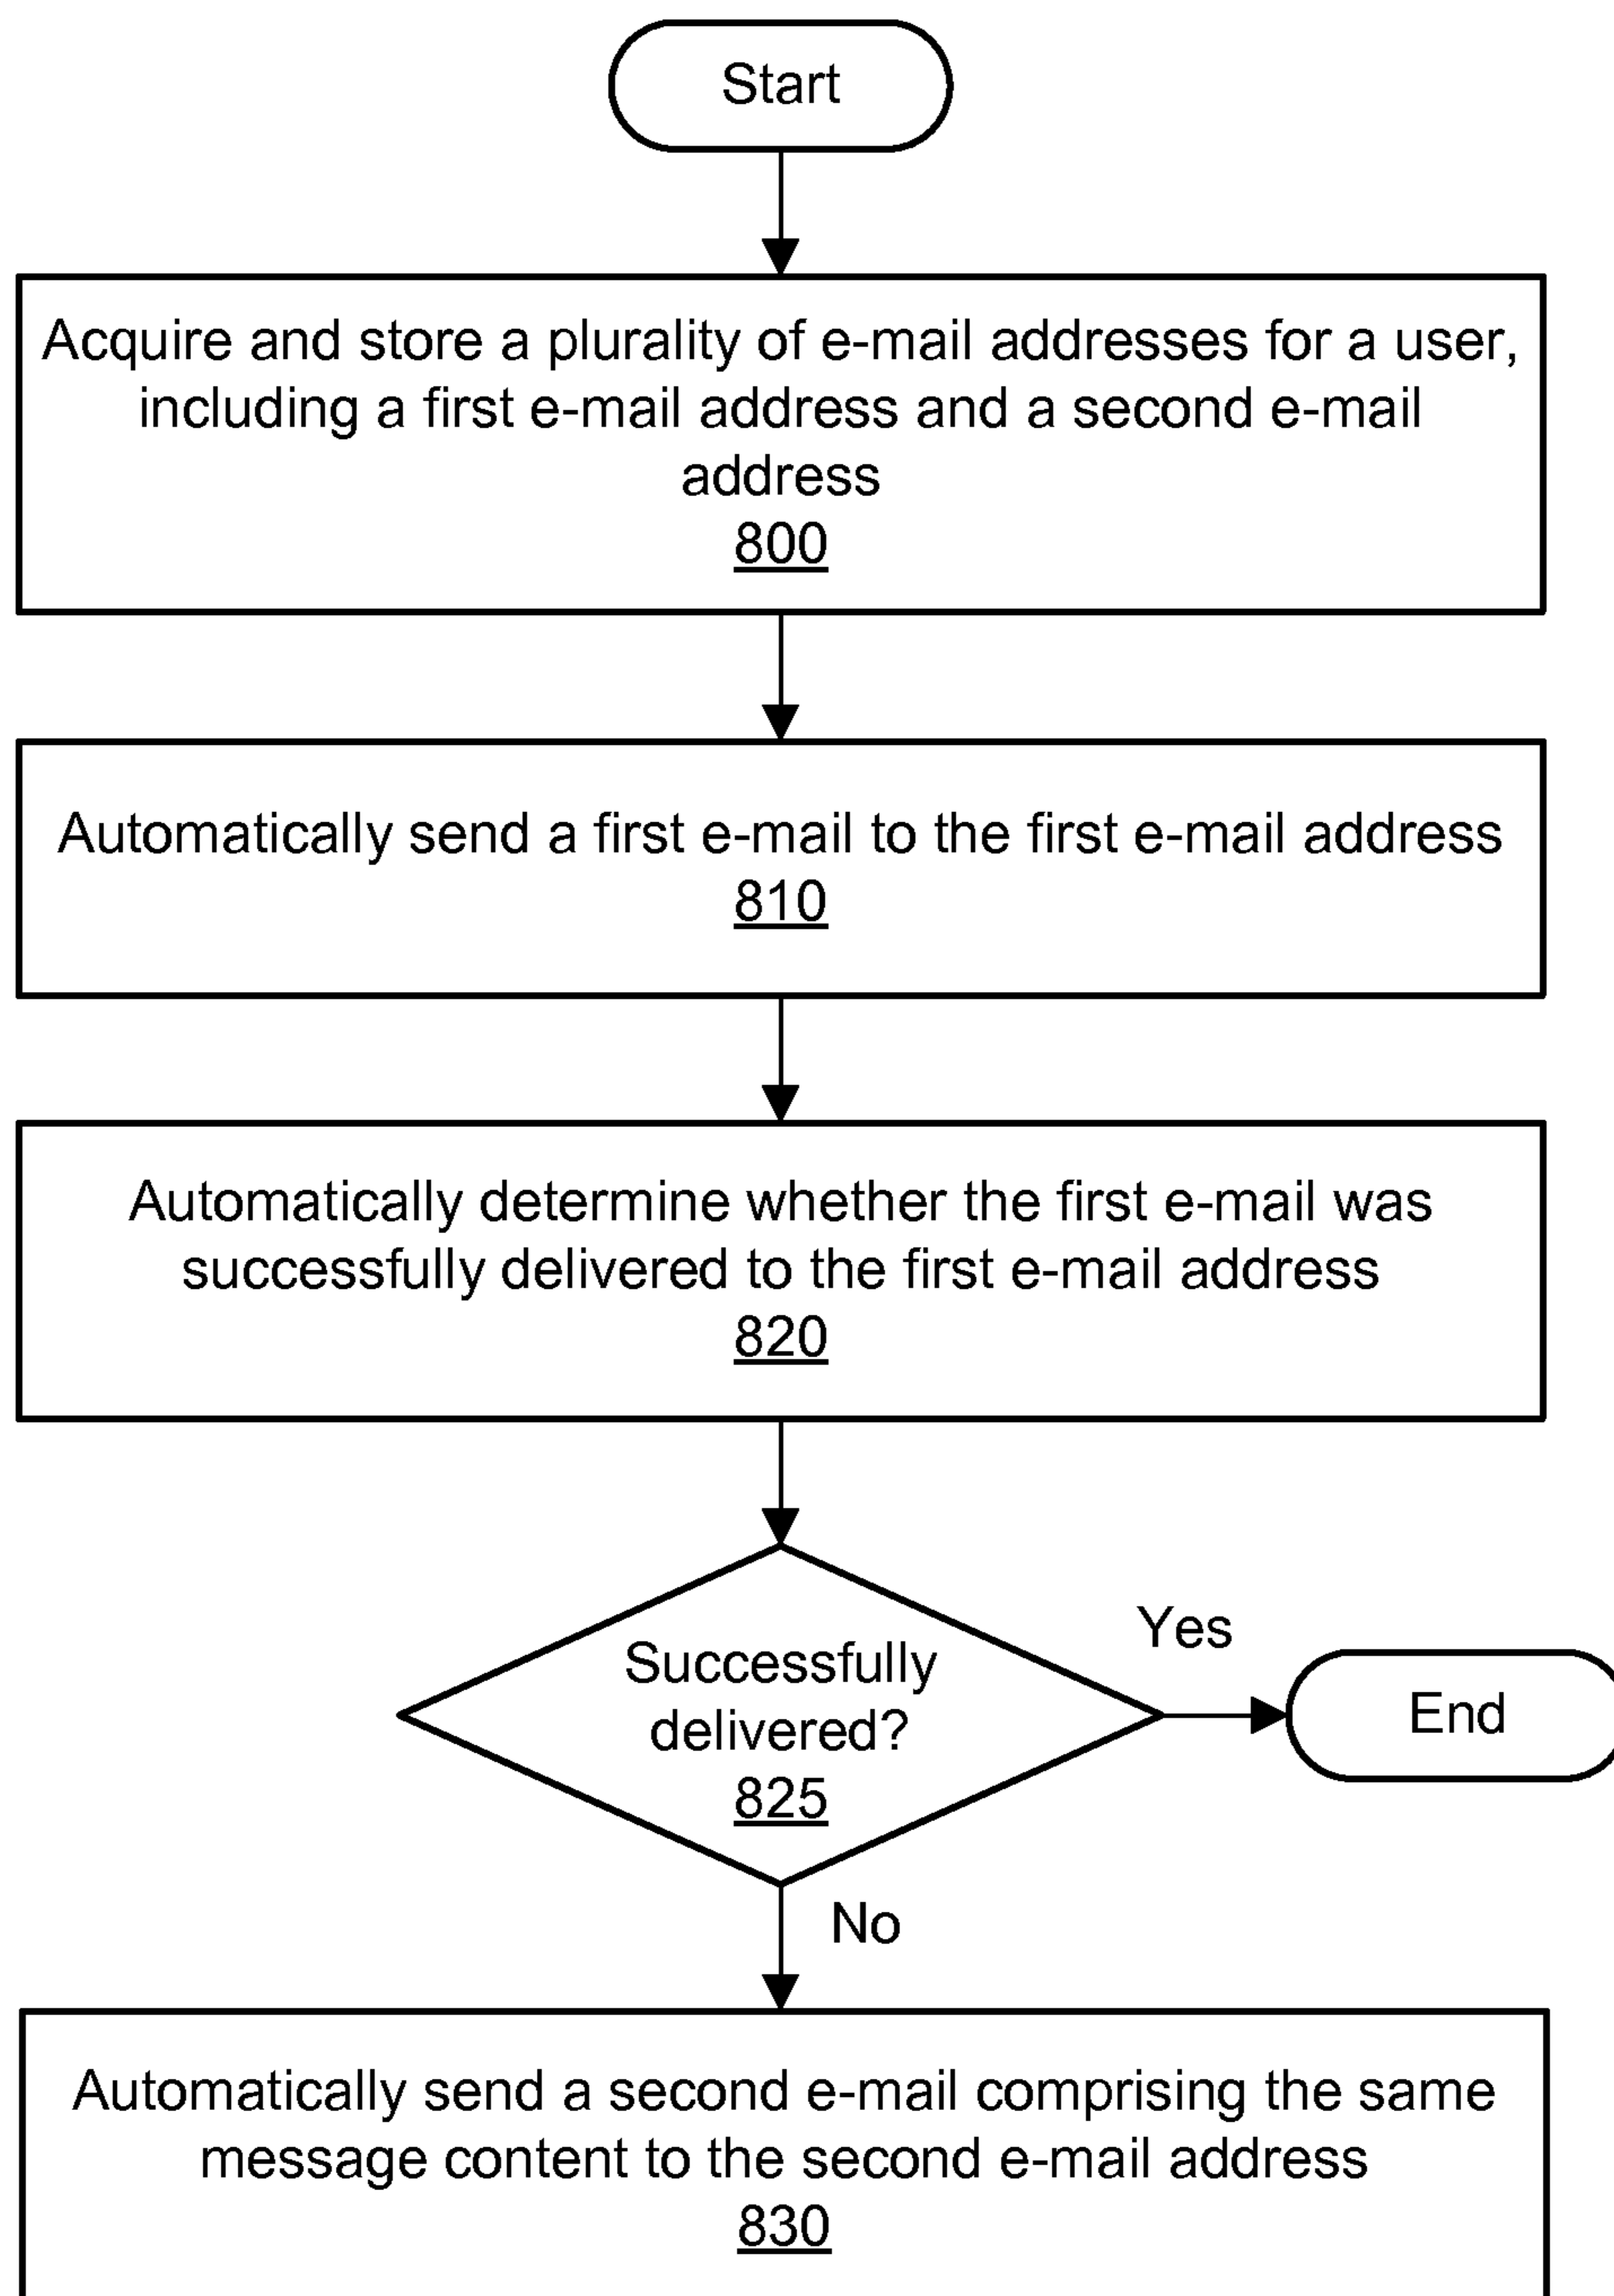 Start
Acquire and store a plurality of e-mail addresses for a user,
including a first e-mail address and a second e-mail
address
800
Automatically send a first e-mail to the first e-mail address
810
Automatically determine whether the first e-mail was
successfully delivered to the first e-mail address
820
Successfully
delivered?
825
Yes
End
No
Automatically send a second e-mail comprising the same
message content to the second e-mail address
830